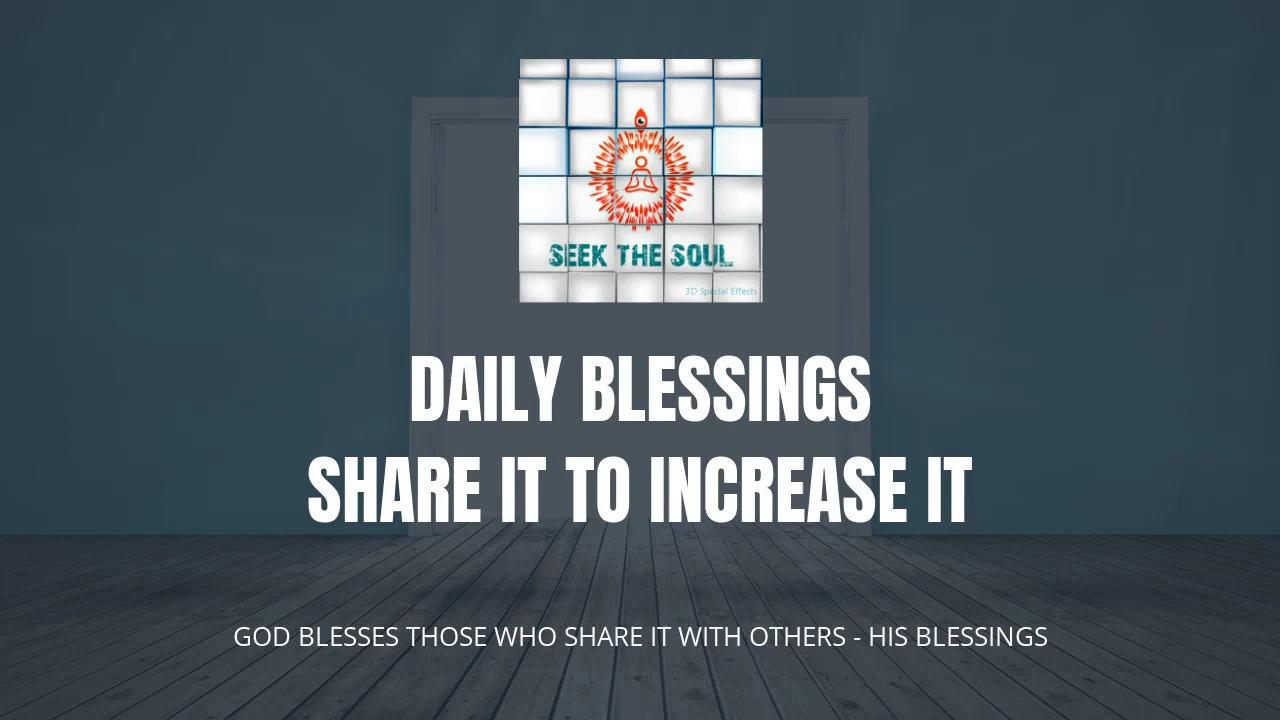 SEEK THE SOUL
3D Special Effects
DAILY BLESSINGS
SHARE IT TO INCREASE IT
GOD BLESSES THOSE WHO SHARE IT WITH OTHERS - HIS BLESSINGS